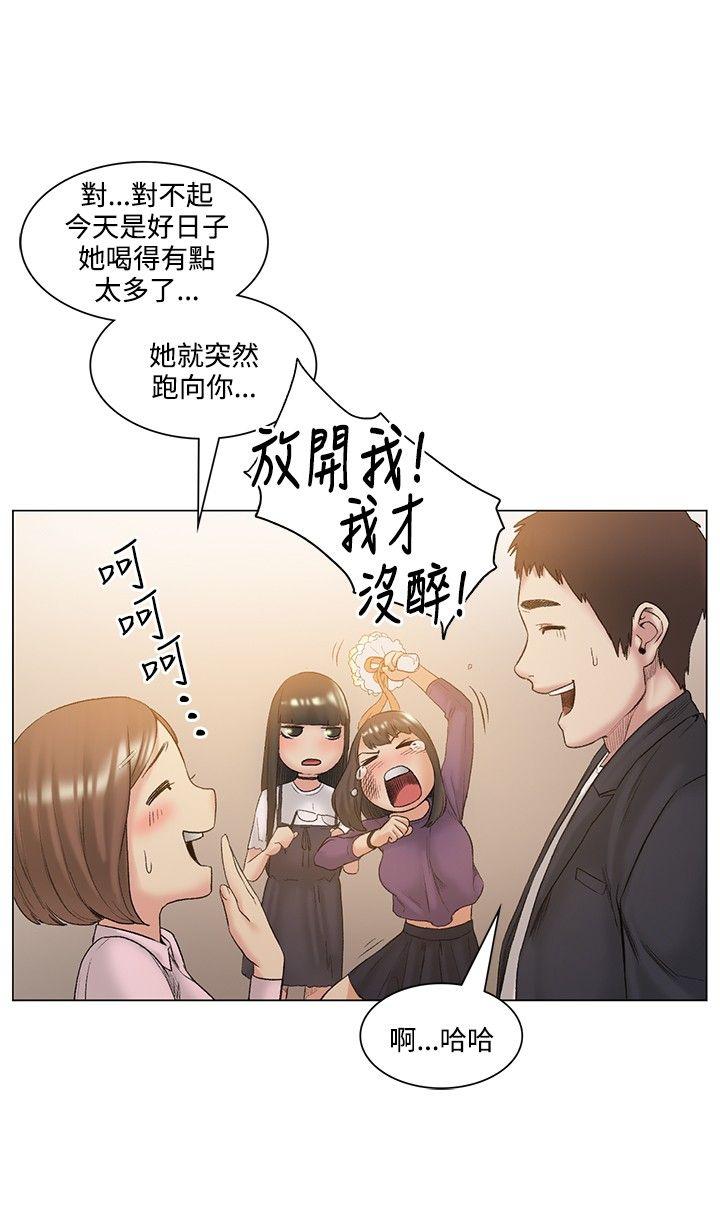 對...對不起
今天是好日子
她喝得有點
太多了...
她就突然
跑向你...
放開我!
我才
沒醉!
呵
呵
呵...
啊...哈哈